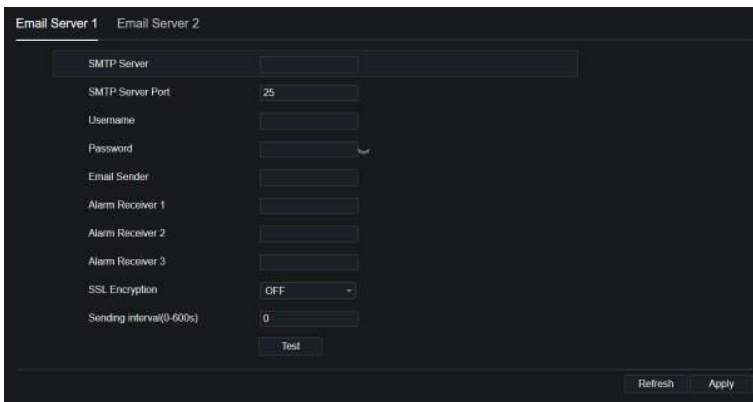 Email Server 1 Email Server 2
SMTP Server
SMTP Server Port 25
Username
Password
Email Sender
Alarm Receiver 1
Alarm Receiver 2
Alarm Receiver 3
SSL Encryption OFF
Sending interval(0-600s) 0
Test
Refresh Apply